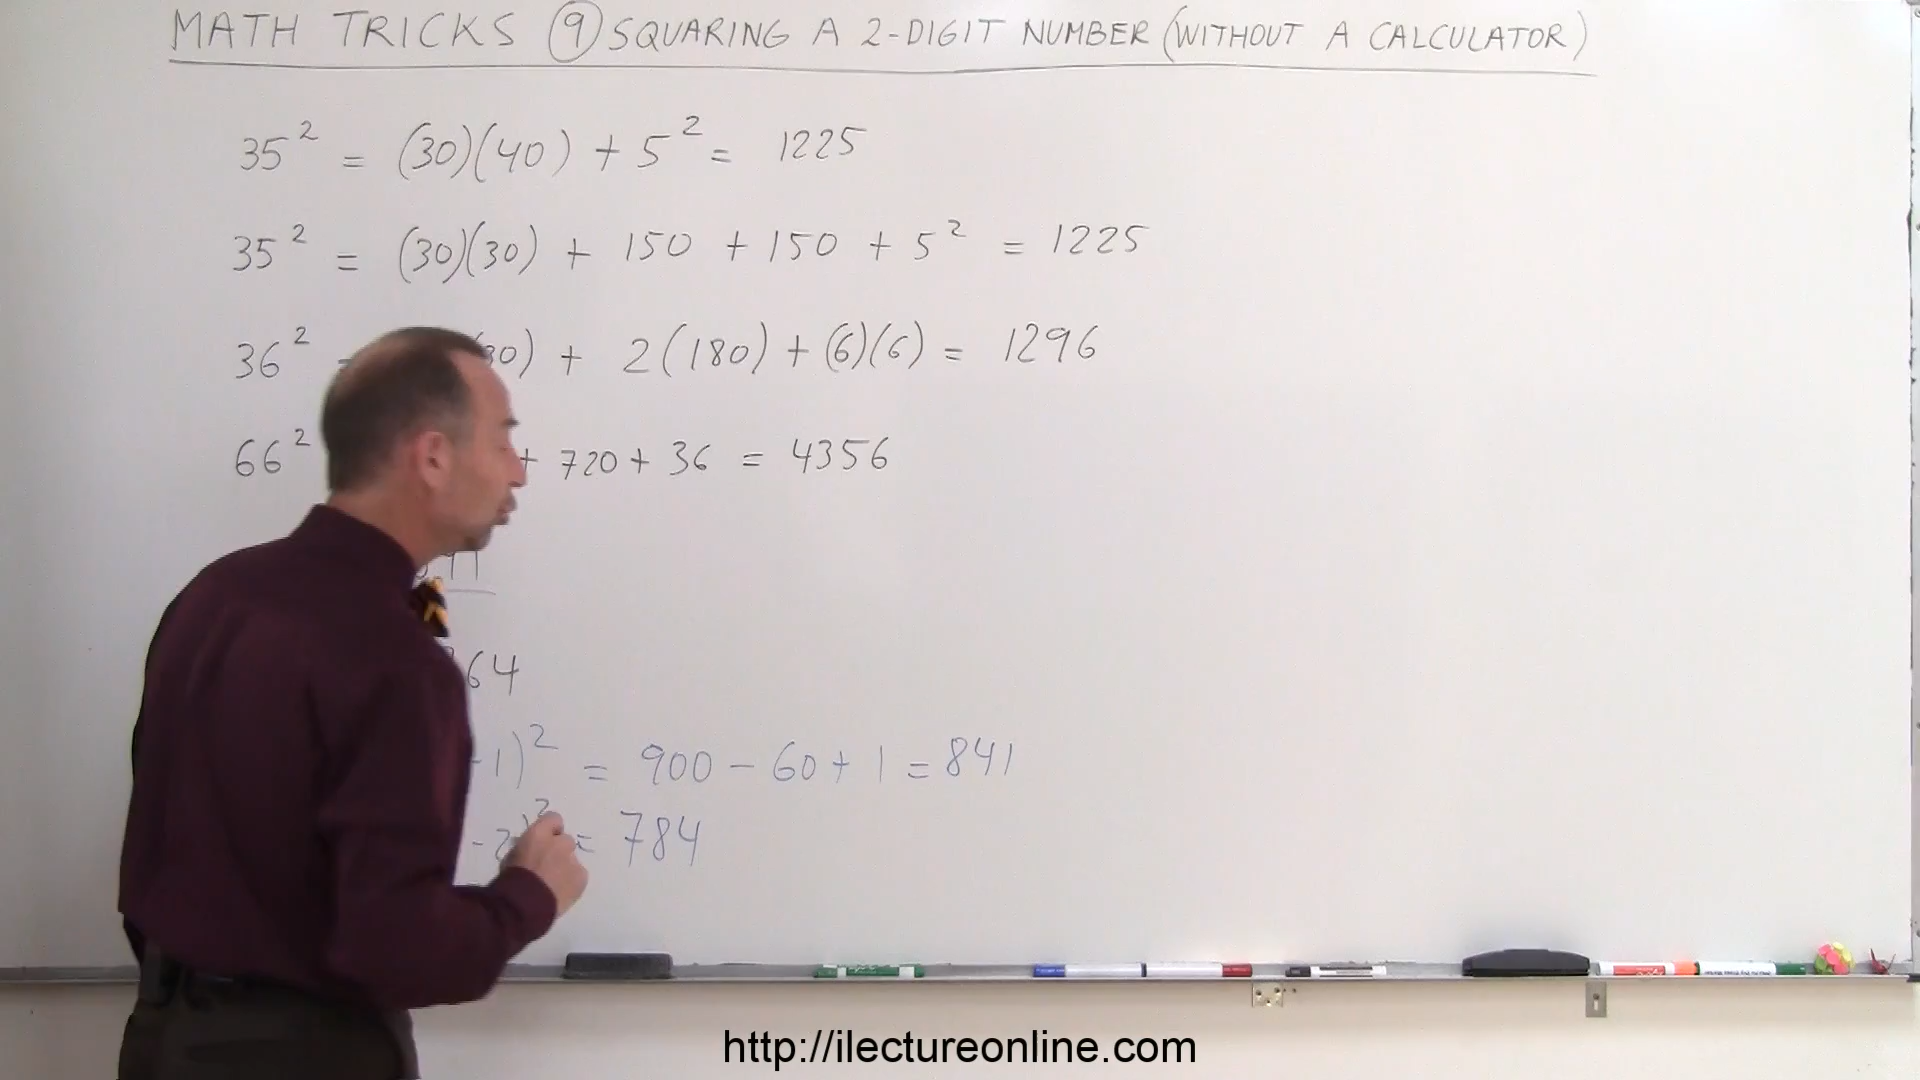 MATH TRICKS ⑨ SQUARING A 2-DIGIT NUMBER (WITHOUT A CALCULATOR)
35² = (30)(40) + 5² = 1225
35² = (30)(30) + 150 + 150 + 5² = 1225
36² 30) + 2(180) + (6)(6) = 1296
66² + 720 + 36 = 4356
64
-1)² = 900 - 60 + 1 = 841
-2)² = 784
http://ilectureonline.com